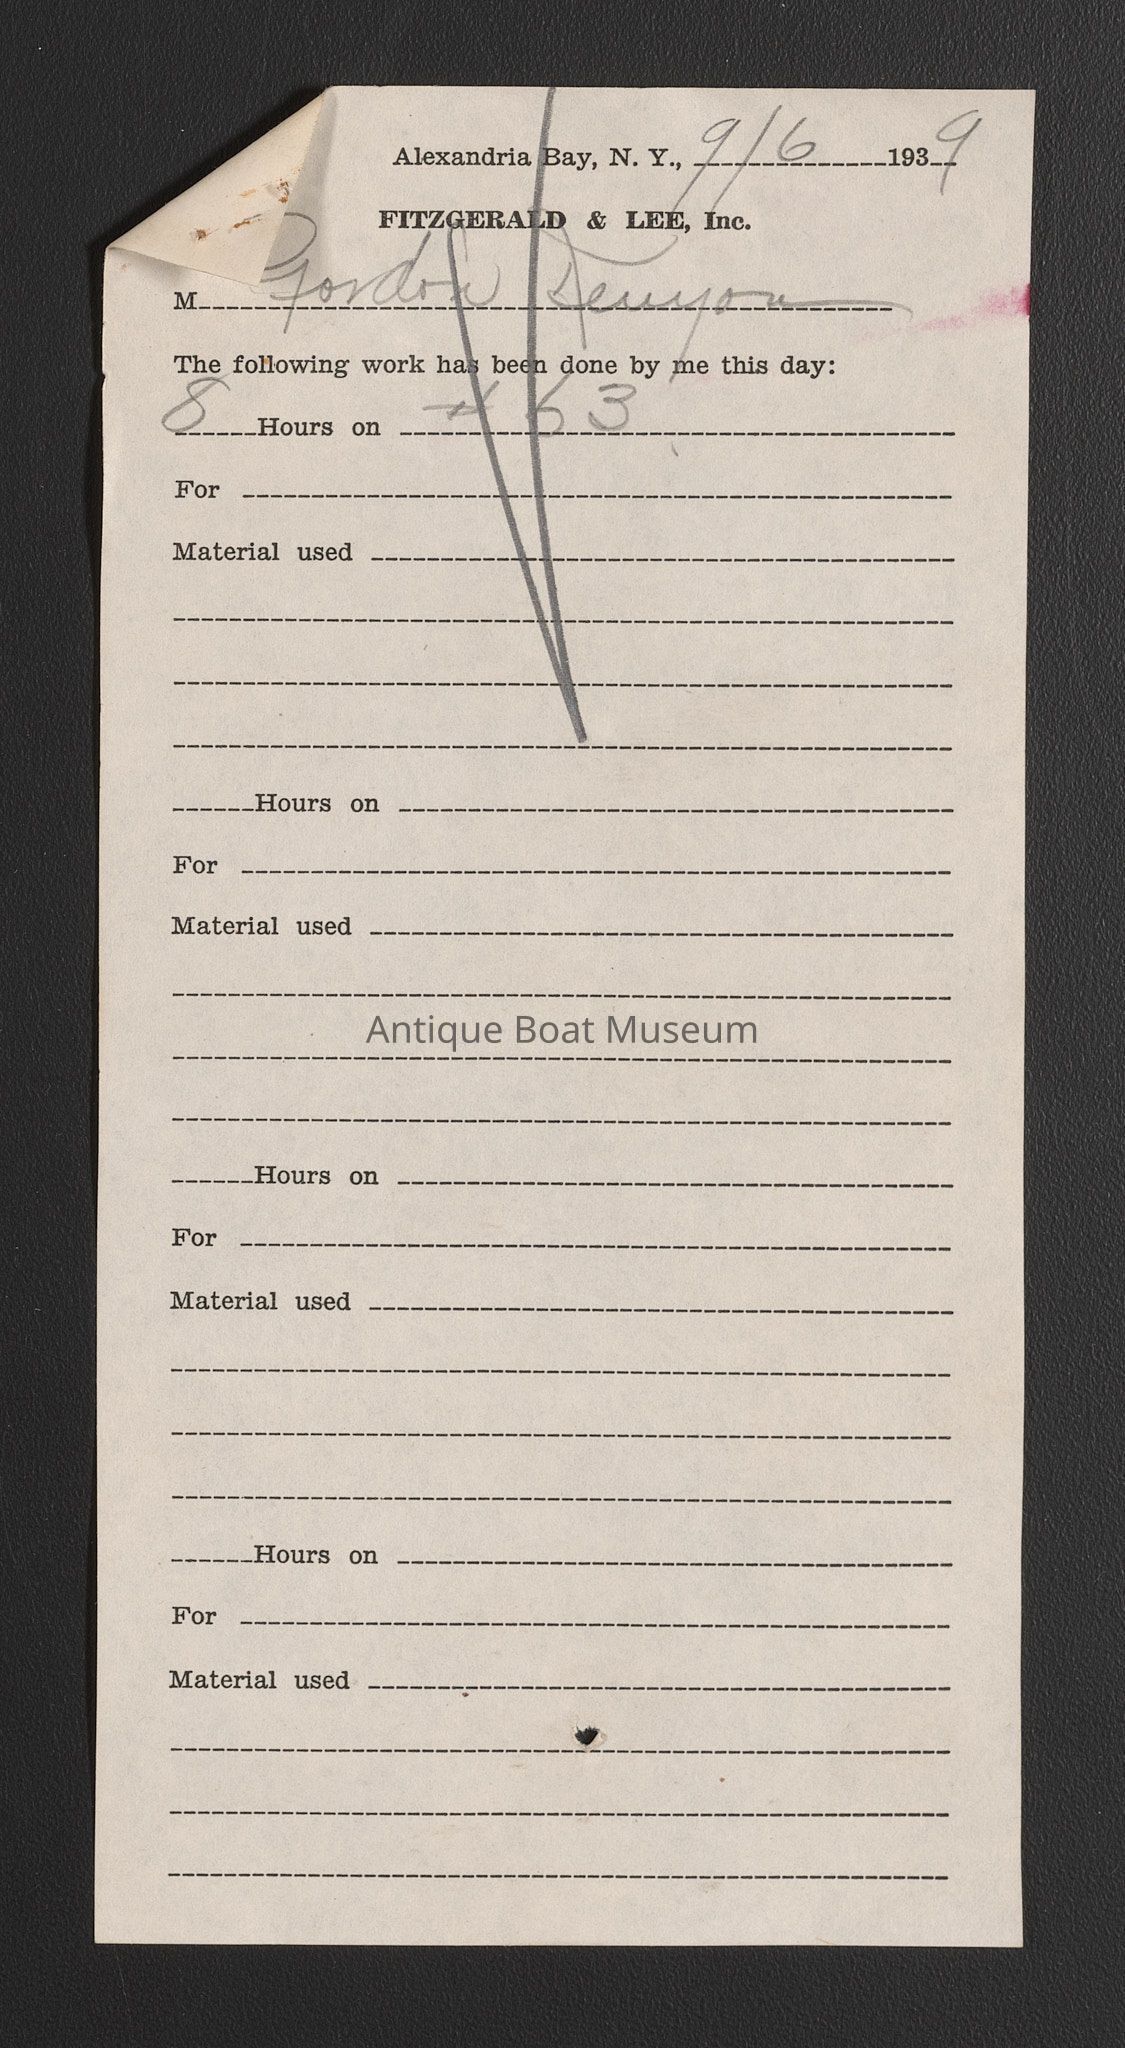 Alexandria Bay, N. Y., 9/6 1939
FITZGERALD & LEE, Inc.
M Gordon Kenyon
The following work has been done by me this day:
8 Hours on # 63
For
Material used
Hours on
For
Material used
Antique Boat Museum
Hours on
For
Material used
Hours on
For
Material used